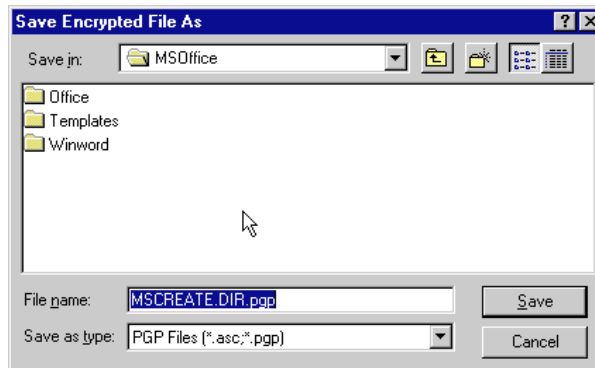 Save Encrypted File As
Save in: MSOffice
Office
Templates
Winword
File name: MSCREATE.DIR.pgp Save
Save as type: PGP Files (*.asc;*.pgp) Cancel